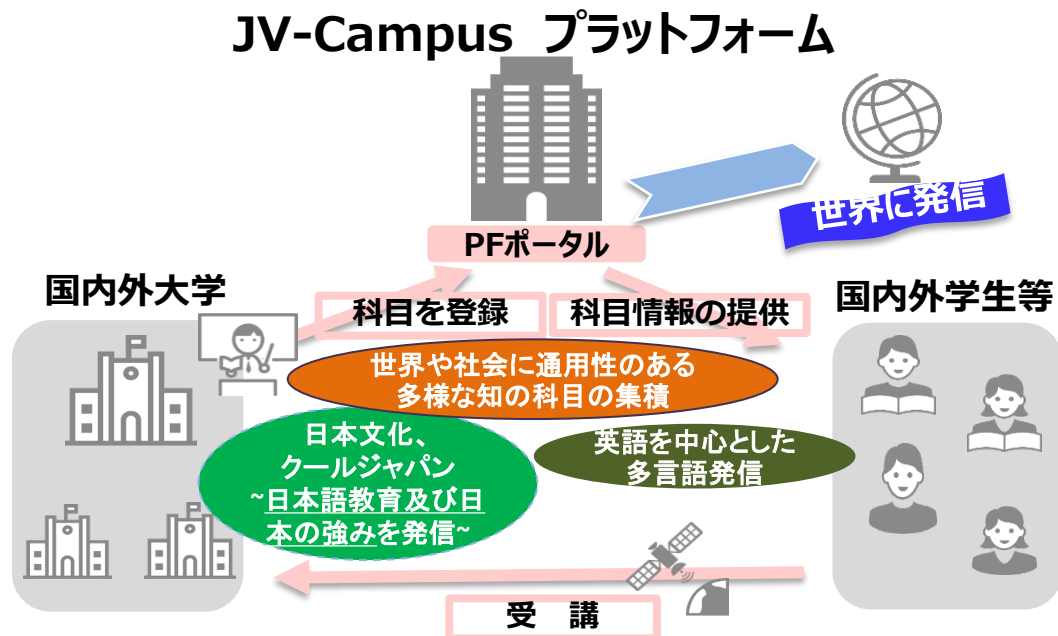 JV-Campus プラットフォーム
世界に発信
PFポータル
国内外大学
国内外学生等
科目を登録
科目情報の提供
世界や社会に通用性のある
多様な知の科目の集積
日本文化、
クールジャパン
~日本語教育及び日
本の強みを発信~
英語を中心とした
多言語発信
受　講